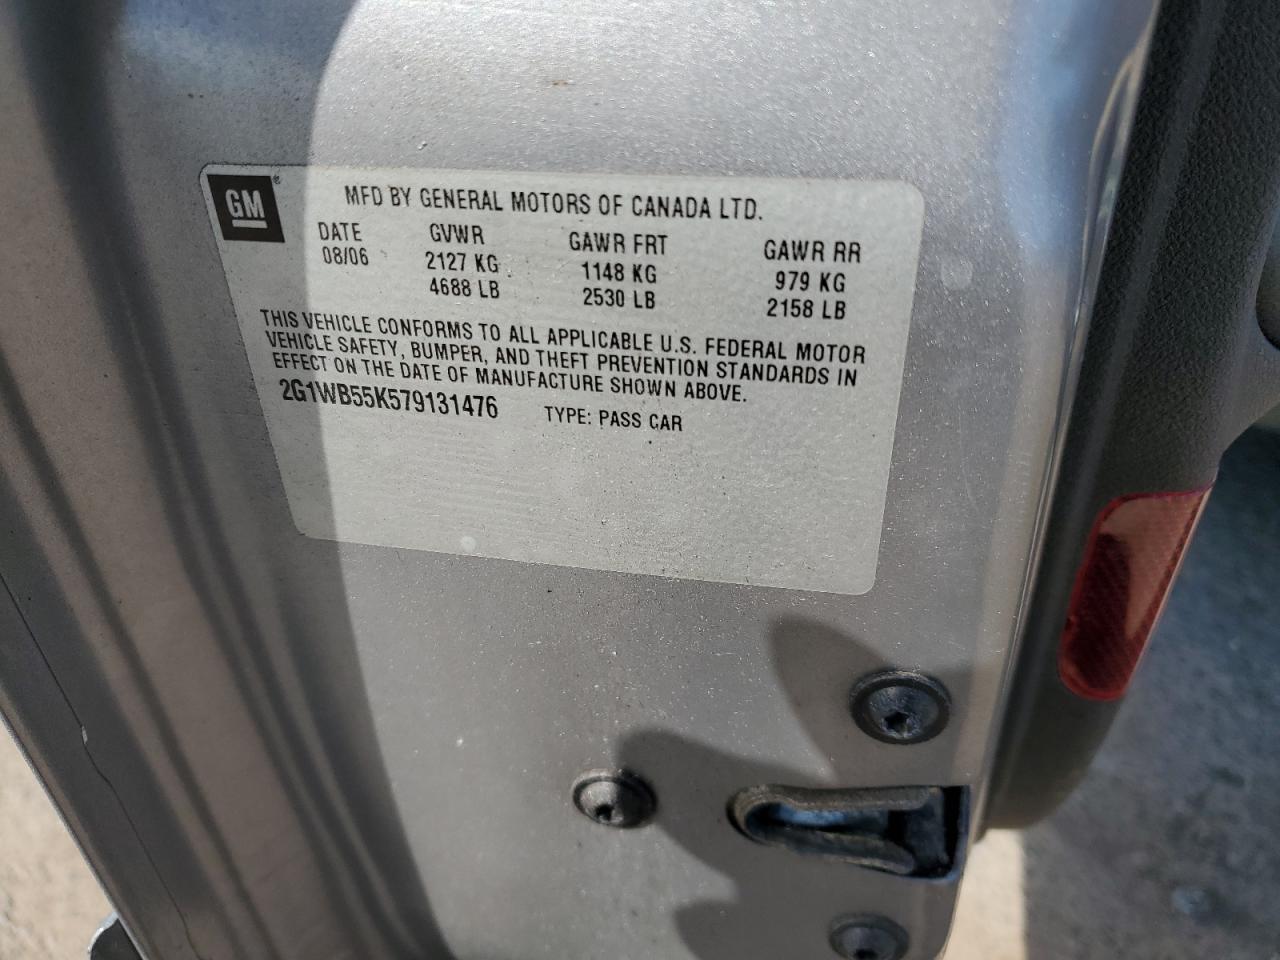 GM
MFD BY GENERAL MOTORS OF CANADA LTD.
DATE GVWR GAWR FRT GAWR RR
08/06 2127 KG 1148 KG 979 KG
4688 LB 2530 LB 2158 LB
THIS VEHICLE CONFORMS TO ALL APPLICABLE U.S. FEDERAL MOTOR
VEHICLE SAFETY, BUMPER, AND THEFT PREVENTION STANDARDS IN
EFFECT ON THE DATE OF MANUFACTURE SHOWN ABOVE.
2G1WB55K579131476 TYPE: PASS CAR